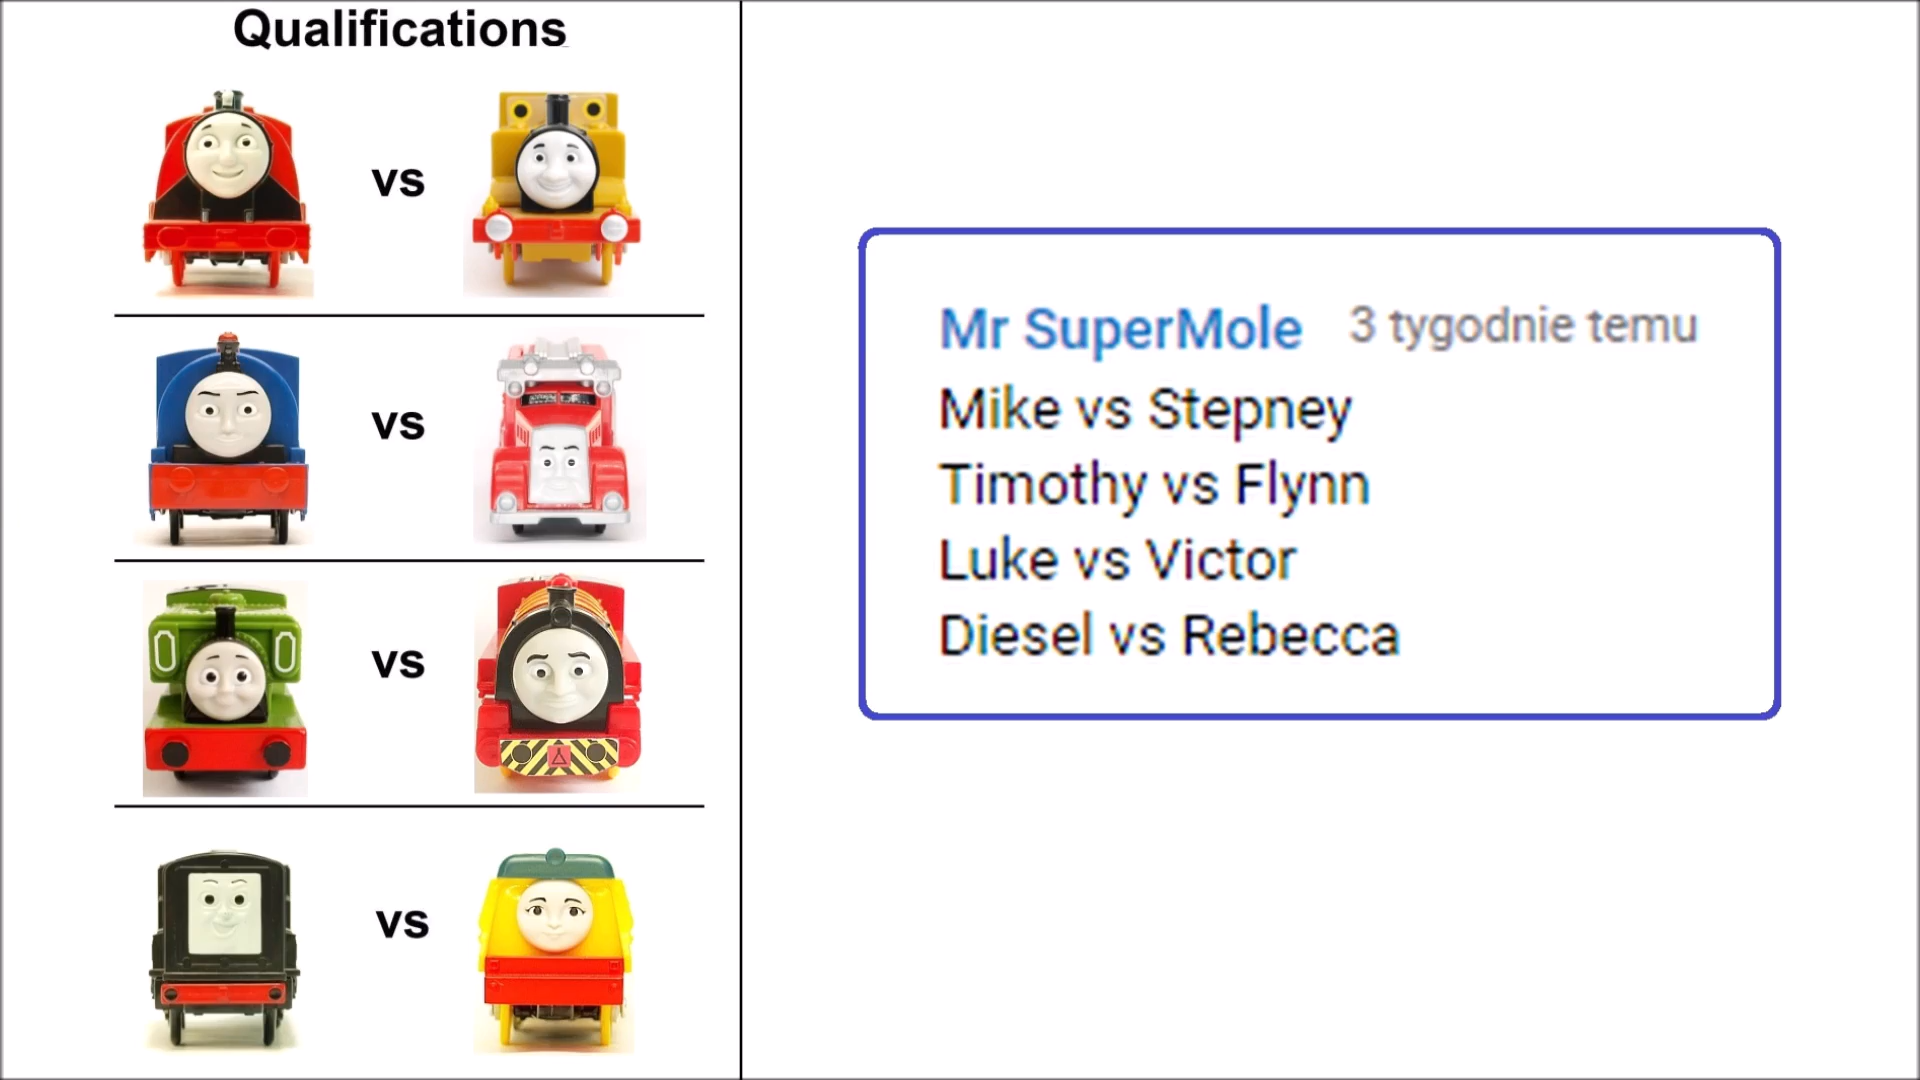 Qualifications
vs
vs
vs
vs
Mr SuperMole 3 tygodnie temu
Mike vs Stepney
Timothy vs Flynn
Luke vs Victor
Diesel vs Rebecca